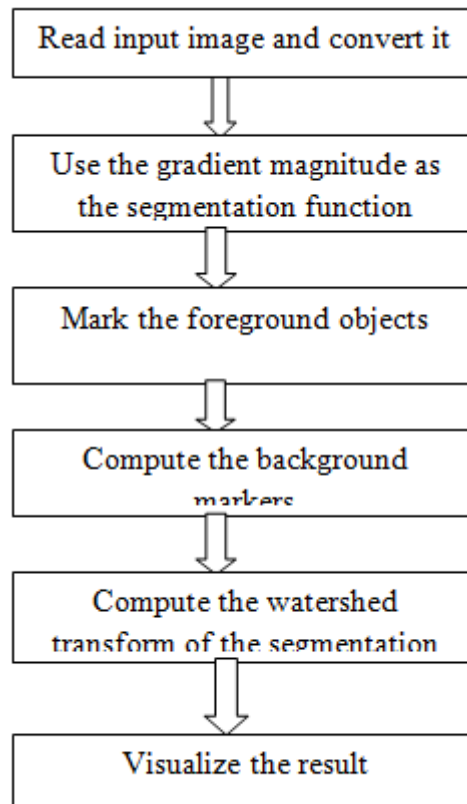 Read input image and convert it
Use the gradient magnitude as
the segmentation function
Mark the foreground objects
Compute the background
markers
Compute the watershed
transform of the segmentation
Visualize the result